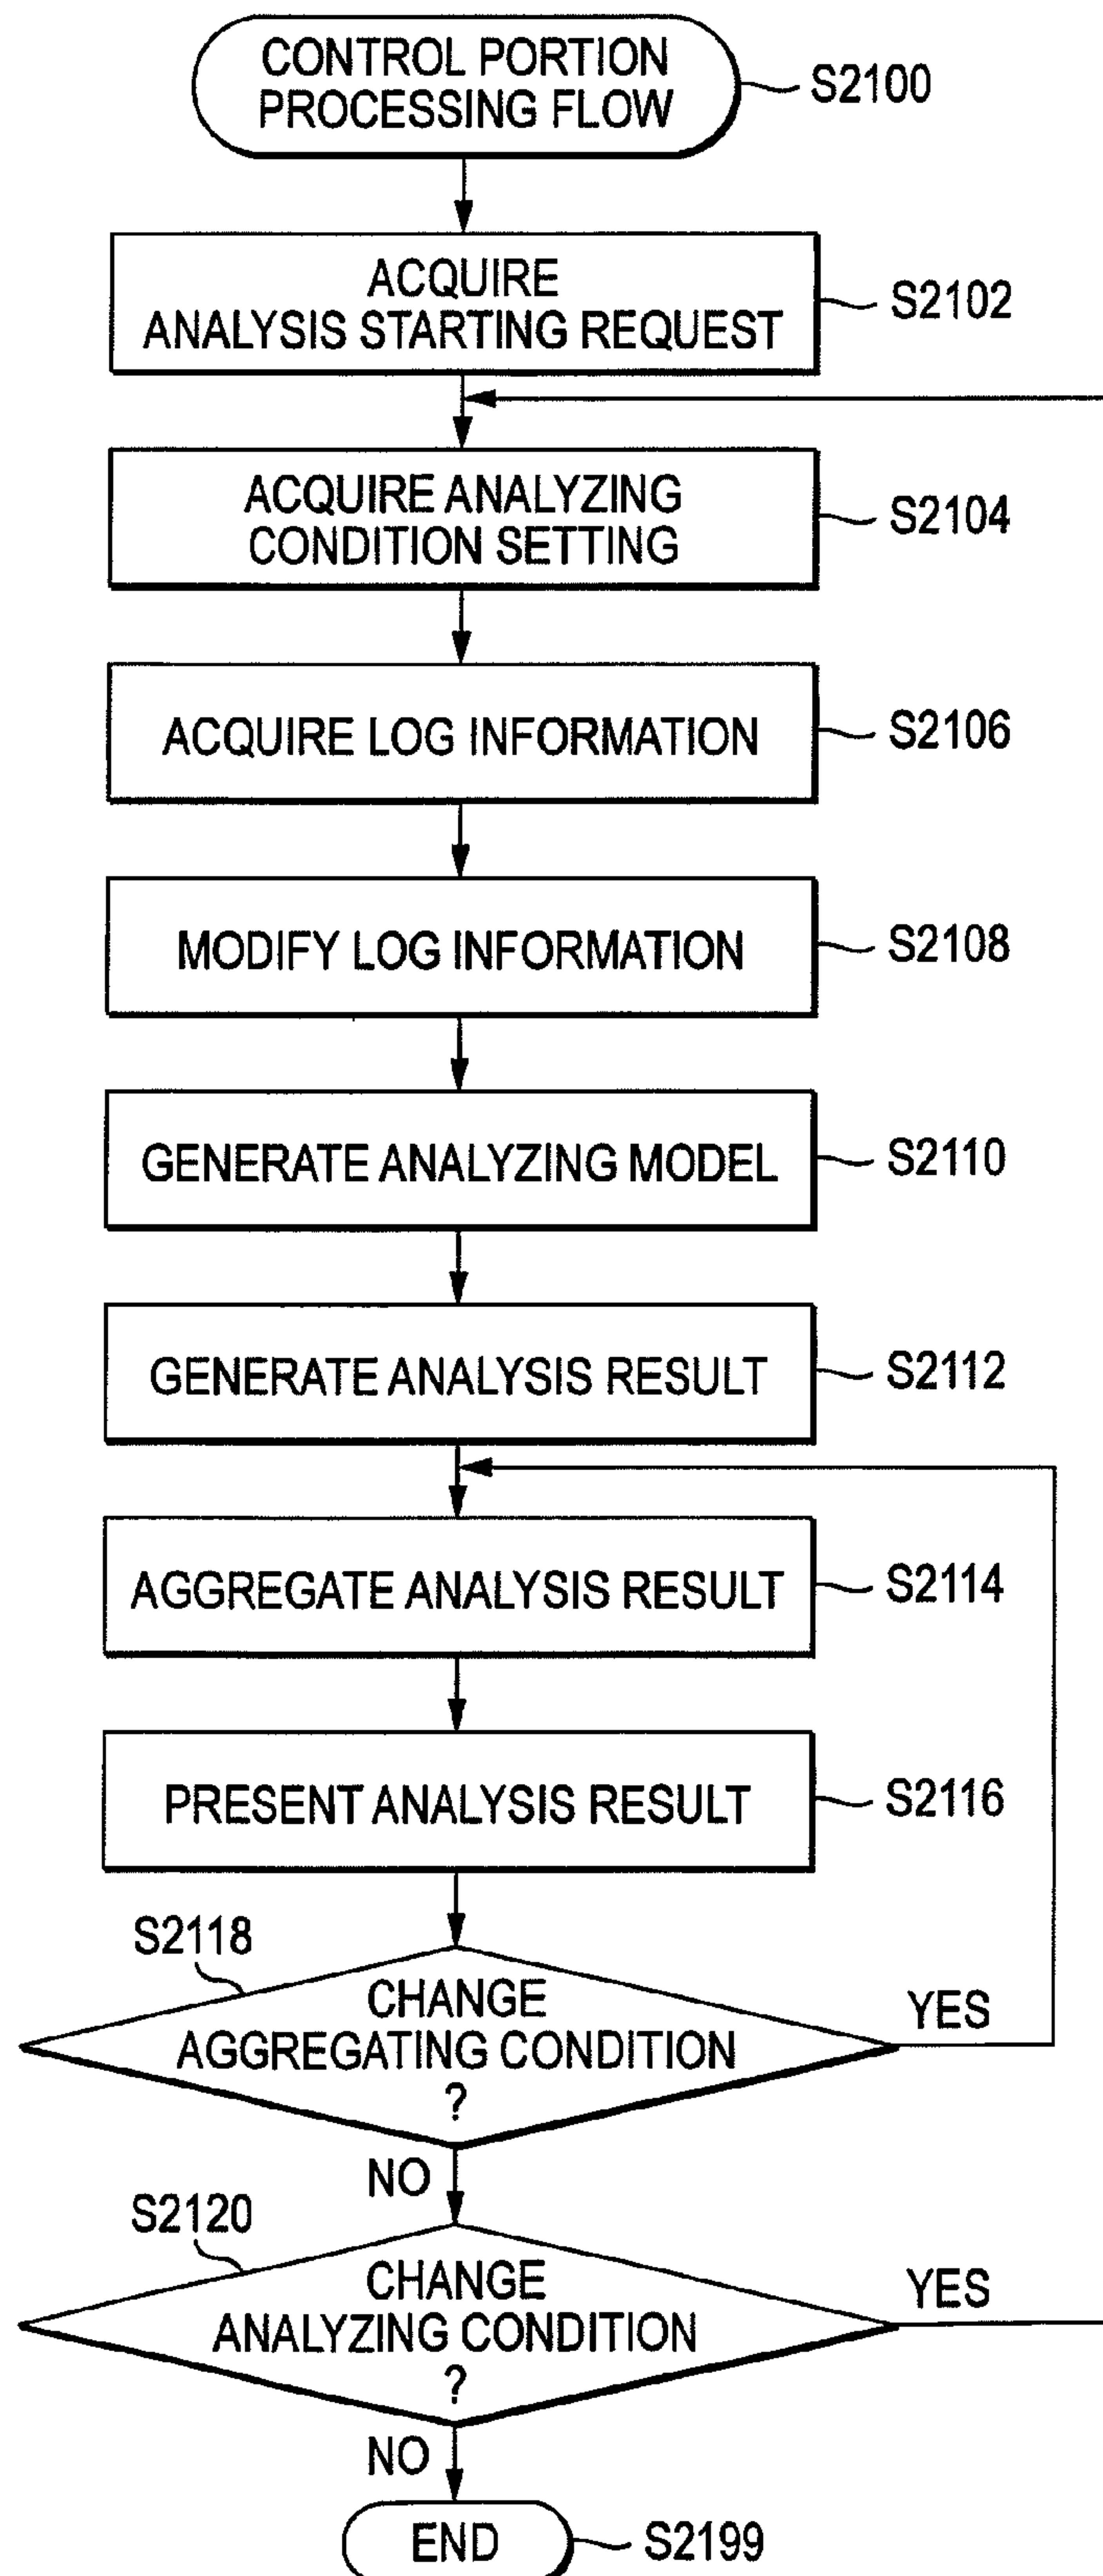 CONTROL PORTION
PROCESSING FLOW
S2100
ACQUIRE
ANALYSIS STARTING REQUEST
S2102
ACQUIRE ANALYZING
CONDITION SETTING
S2104
ACQUIRE LOG INFORMATION
S2106
MODIFY LOG INFORMATION
S2108
GENERATE ANALYZING MODEL
S2110
GENERATE ANALYSIS RESULT
S2112
AGGREGATE ANALYSIS RESULT
S2114
PRESENT ANALYSIS RESULT
S2116
S2118
CHANGE
AGGREGATING CONDITION
?
YES
NO
S2120
CHANGE
ANALYZING CONDITION
?
YES
NO
END
S2199